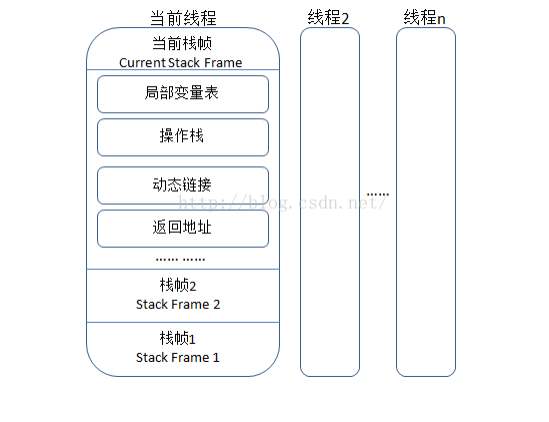 当前线程
线程2
线程n
当前栈帧
Current Stack Frame
局部变量表
操作栈
动态链接
http://blog.csdn.net/
......
返回地址
...... ......
栈帧2
Stack Frame 2
栈帧1
Stack Frame 1